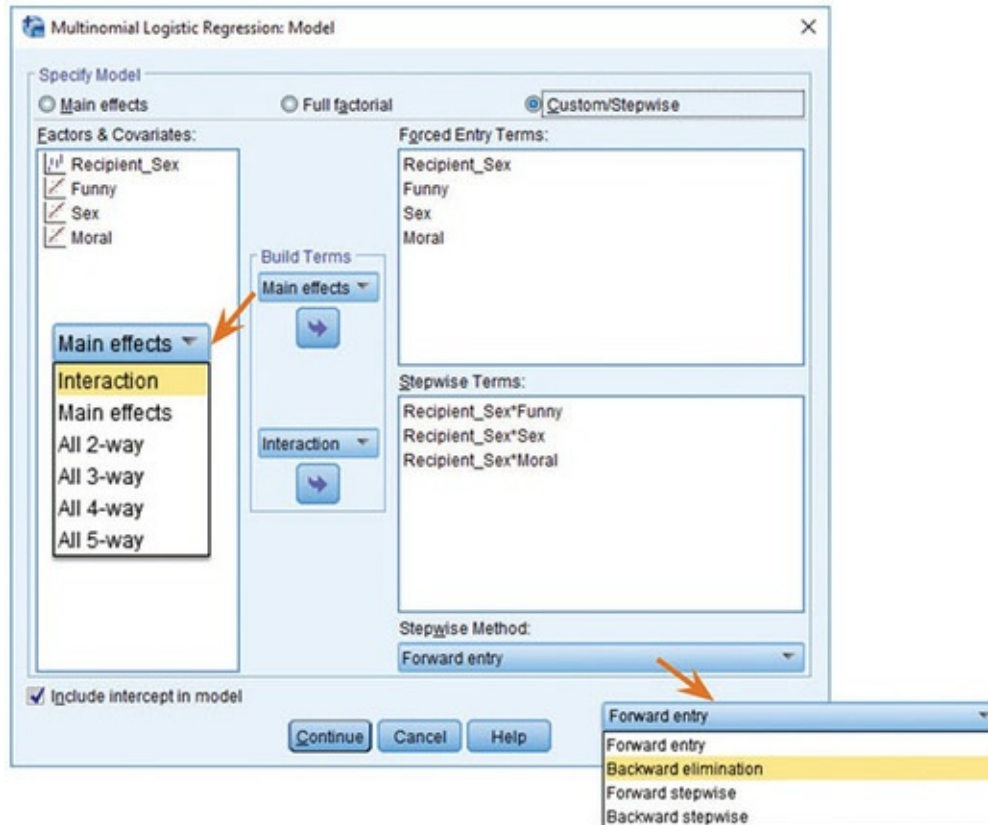 Multinomial Logistic Regression: Model
Specify Model
Main effects
Full factorial
Custom/Stepwise
Factors & Covariates:
Recipient_Sex
Funny
Sex
Moral
Build Terms
Main effects
Interaction
Main effects
Interaction
Main effects
All 2-way
All 3-way
All 4-way
All 5-way
Forced Entry Terms:
Recipient_Sex
Funny
Sex
Moral
Stepwise Terms:
Recipient_Sex*Funny
Recipient_Sex*Sex
Recipient_Sex*Moral
Stepwise Method:
Forward entry
Include intercept in model
Continue
Cancel
Help
Forward entry
Forward entry
Backward elimination
Forward stepwise
Backward stepwise